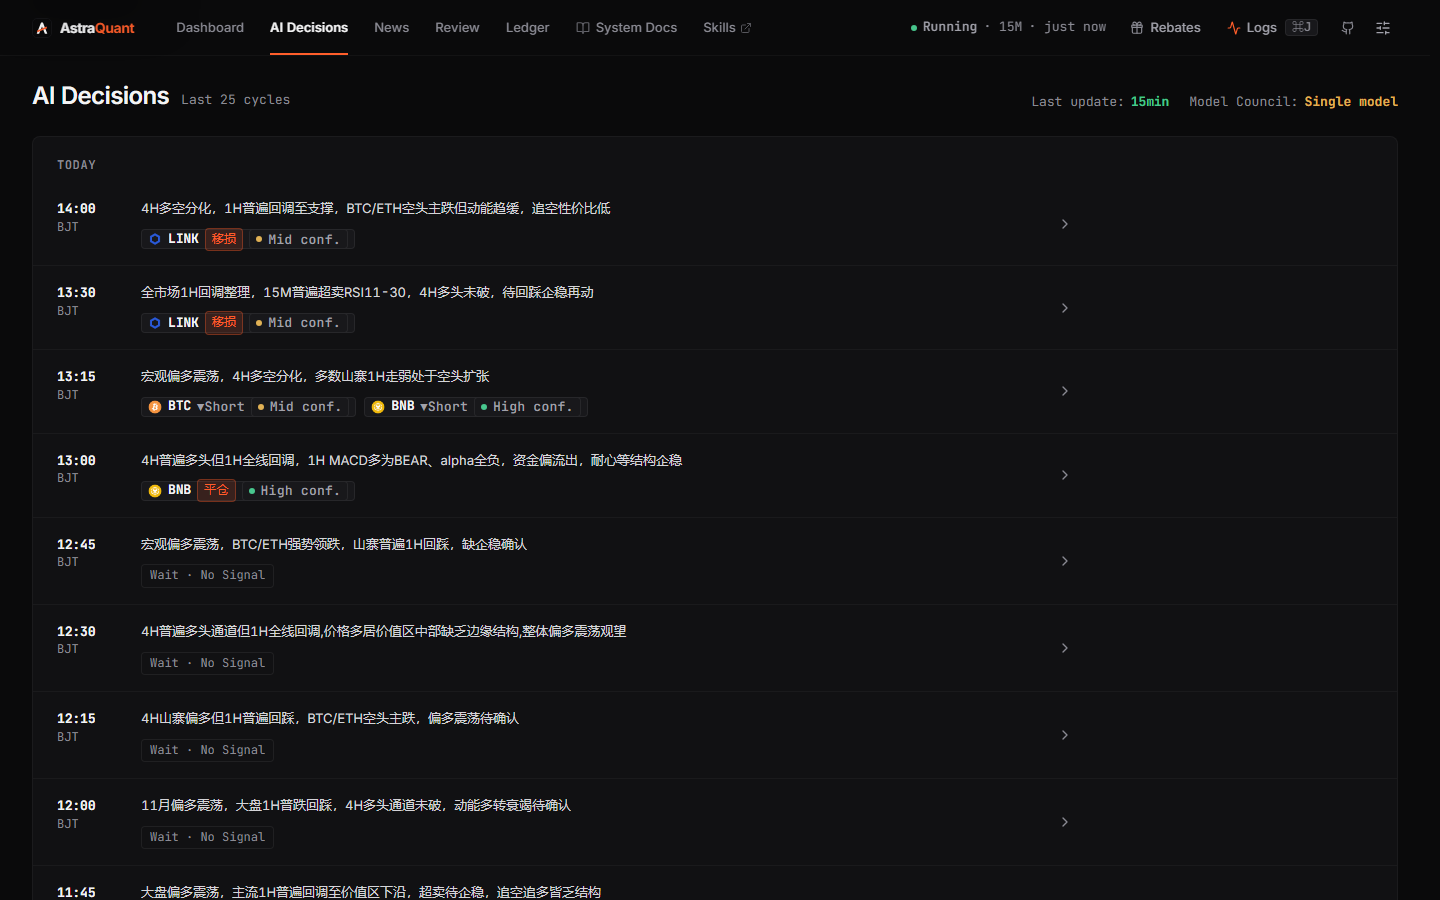 AstraQuant Dashboard AI Decisions News Review Ledger System Docs Skills Running · 15M · just now Rebates Logs ⌘J
AI Decisions Last 25 cycles Last update: 15min Model Council: Single model
TODAY
14:00 4H多空分化，1H普遍回调至支撑，BTC/ETH空头主跌但动能趋缓，追空性价比低
BJT
LINK 移损 Mid conf.
13:30 全市场1H回调整理，15M普遍超卖RSI11-30，4H多头未破，待回踩企稳再动
BJT
LINK 移损 Mid conf.
13:15 宏观偏多震荡，4H多空分化，多数山寨1H走弱处于空头扩张
BJT
BTC ▼Short Mid conf. BNB ▼Short High conf.
13:00 4H普遍多头但1H全线回调，1H MACD多为BEAR、alpha全负，资金偏流出，耐心等结构企稳
BJT
BNB 平仓 High conf.
12:45 宏观偏多震荡，BTC/ETH强势领跌，山寨普遍1H回踩，缺企稳确认
BJT
Wait · No Signal
12:30 4H普遍多头通道但1H全线回调,价格多居价值区中部缺乏边缘结构,整体偏多震荡观望
BJT
Wait · No Signal
12:15 4H山寨偏多但1H普遍回踩，BTC/ETH空头主跌，偏多震荡待确认
BJT
Wait · No Signal
12:00 11月偏多震荡，大盘1H普跌回踩，4H多头通道未破，动能多转衰竭待确认
BJT
Wait · No Signal
11:45 大盘偏多震荡，主流1H普遍回调至价值区下沿，超卖待企稳，追空追多皆乏结构